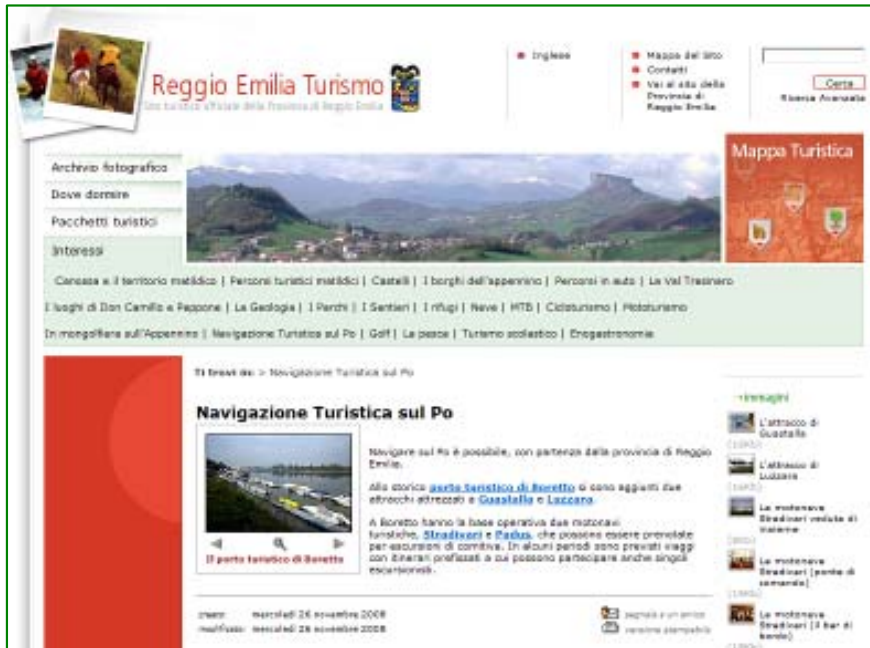 Inglese
Mappa del Sito
Contatti
Vai al sito della
Provincia di
Reggio Emilia
Cerca
Ricerca Avanzata
Reggio Emilia Turismo
Sito turistico ufficiale della Provincia di Reggio Emilia
Archivio fotografico
Dove dormire
Pacchetti turistici
Interessi
Mappa Turistica
Canossa e il territorio matildico | Percorsi turistici matildici | Castelli | I borghi dell'appennino | Percorsi in auto | La Val Tresinaro
I luoghi di Don Camillo e Peppone | La Geologia | I Parchi | I Sentieri | I rifugi | Neve | MTB | Cicloturismo | Mototurismo
In mongolfiera sull'Appennino | Navigazione Turistica sul Po | Golf | La pesca | Turismo scolastico | Enogastronomia
Ti trovi in: > Navigazione Turistica sul Po
Navigazione Turistica sul Po
Navigare sul Po è possibile, con partenza dalla provincia di Reggio
Emilia.
Allo storico porto turistico di Boretto si sono aggiunti due
attracchi attrezzati a Guastalla e Luzzara.
A Boretto hanno la base operativa due motonavi
turistiche, Stradivari e Padus, che possono essere prenotate
per escursioni di comitive. In alcuni periodi sono previsti viaggi
con itinerari prefissati a cui possono partecipare anche singoli
escursionisti.
Il porto turistico di Boretto
creato: mercoledì 26 novembre 2008
modificato: mercoledì 26 novembre 2008
segnala a un amico
versione stampabile
immagini
L'attracco di
Guastalla
L'attracco di
Luzzara
La motonave
Stradivari veduta di
insieme
La motonave
Stradivari (ponte di
comando)
La motonave
Stradivari (il bar di
bordo)